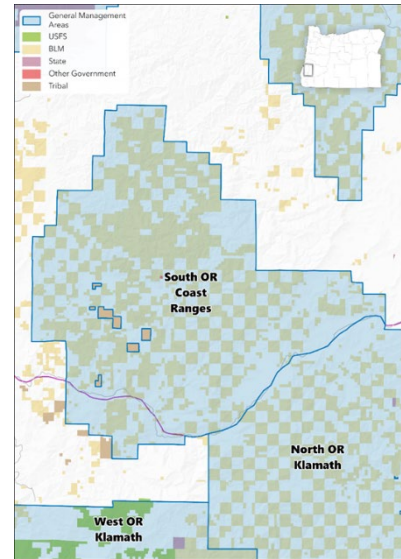 General Management
Areas
USFS
BLM
State
Other Government
Tribal
South OR
Coast
Ranges
North OR
Klamath
West OR
Klamath